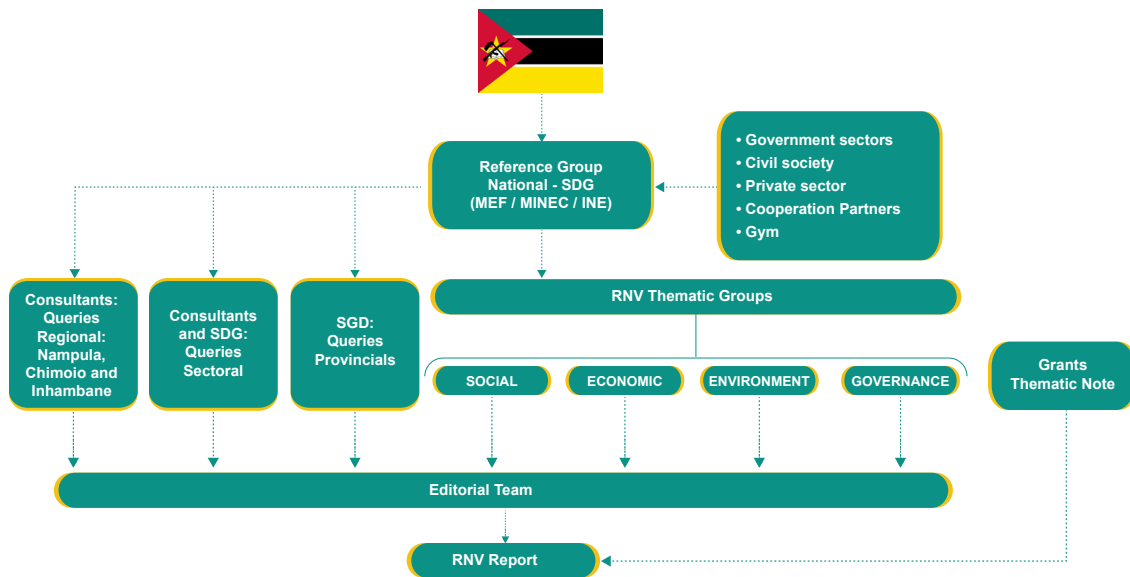 Reference Group
National - SDG
(MEF / MINEC / INE)
• Government sectors
• Civil society
• Private sector
• Cooperation Partners
• Gym
Consultants:
Queries
Regional:
Nampula,
Chimoio and
Inhambane
Consultants
and SDG:
Queries
Sectoral
SGD:
Queries
Provincials
RNV Thematic Groups
SOCIAL
ECONOMIC
ENVIRONMENT
GOVERNANCE
Grants
Thematic Note
Editorial Team
RNV Report